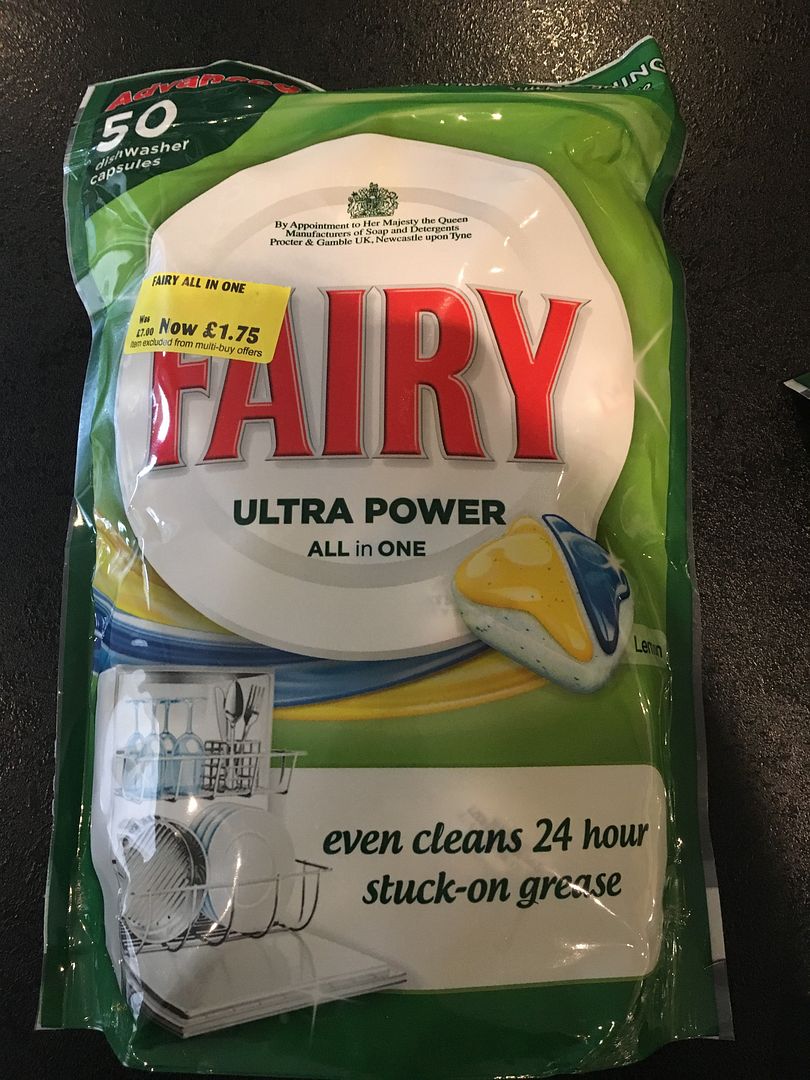 Advanced
50
dishwasher
capsules
By Appointment to Her Majesty the Queen
Manufacturers of Soap and Detergents
Procter & Gamble UK, Newcastle upon Tyne
FAIRY ALL IN ONE
Was
£7.00 Now £1.75
Item excluded from multi-buy offers
FAIRY
ULTRA POWER
ALL in ONE
Lemon
even cleans 24 hour
stuck-on grease